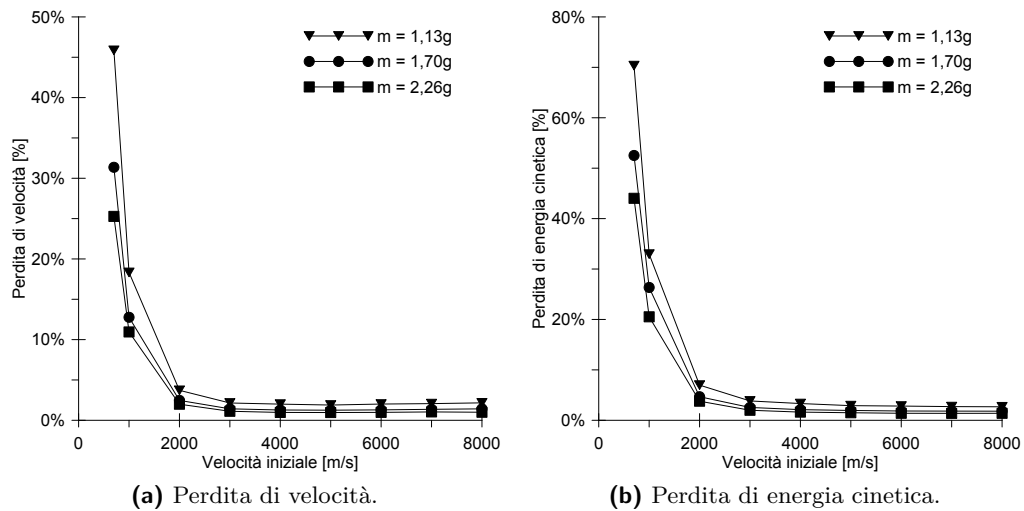 50%
40%
30%
20%
10%
0%
Perdita di velocità [%]
m = 1,13g
m = 1,70g
m = 2,26g
0 2000 4000 6000 8000
Velocità iniziale [m/s]
(a) Perdita di velocità.
80%
60%
40%
20%
0%
Perdita di energia cinetica [%]
m = 1,13g
m = 1,70g
m = 2,26g
0 2000 4000 6000 8000
Velocità iniziale [m/s]
(b) Perdita di energia cinetica.